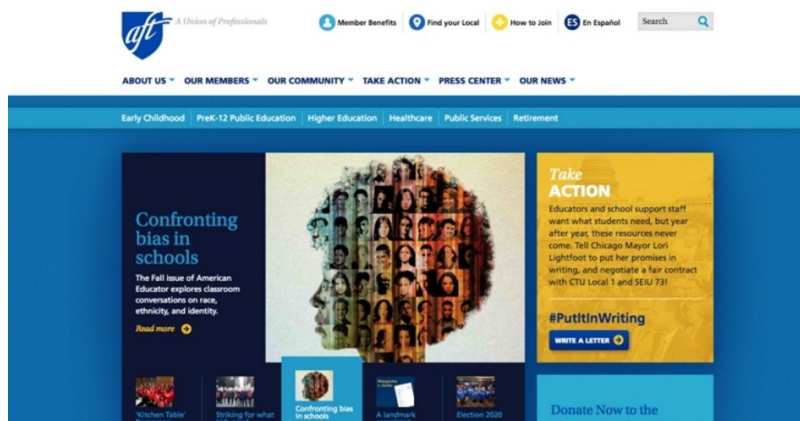 aft
A Union of Professionals
Member Benefits
Find your Local
How to Join
ES En Español
Search
ABOUT US
OUR MEMBERS
OUR COMMUNITY
TAKE ACTION
PRESS CENTER
OUR NEWS
Early Childhood
PreK-12 Public Education
Higher Education
Healthcare
Public Services
Retirement
Confronting
bias in
schools
The Fall issue of American
Educator explores classroom
conversations on race,
ethnicity, and identity.
Read more
Take
ACTION
Educators and school support staff
want what students need, but year
after year, these resources never
come. Tell Chicago Mayor Lori
Lightfoot to put her promises in
writing, and negotiate a fair contract
with CTU Local 1 and SEIU 73!
#PutItInWriting
WRITE A LETTER
'Kitchen Table'
Striking for what
Confronting bias
in schools
A landmark
Election 2020
Donate Now to the